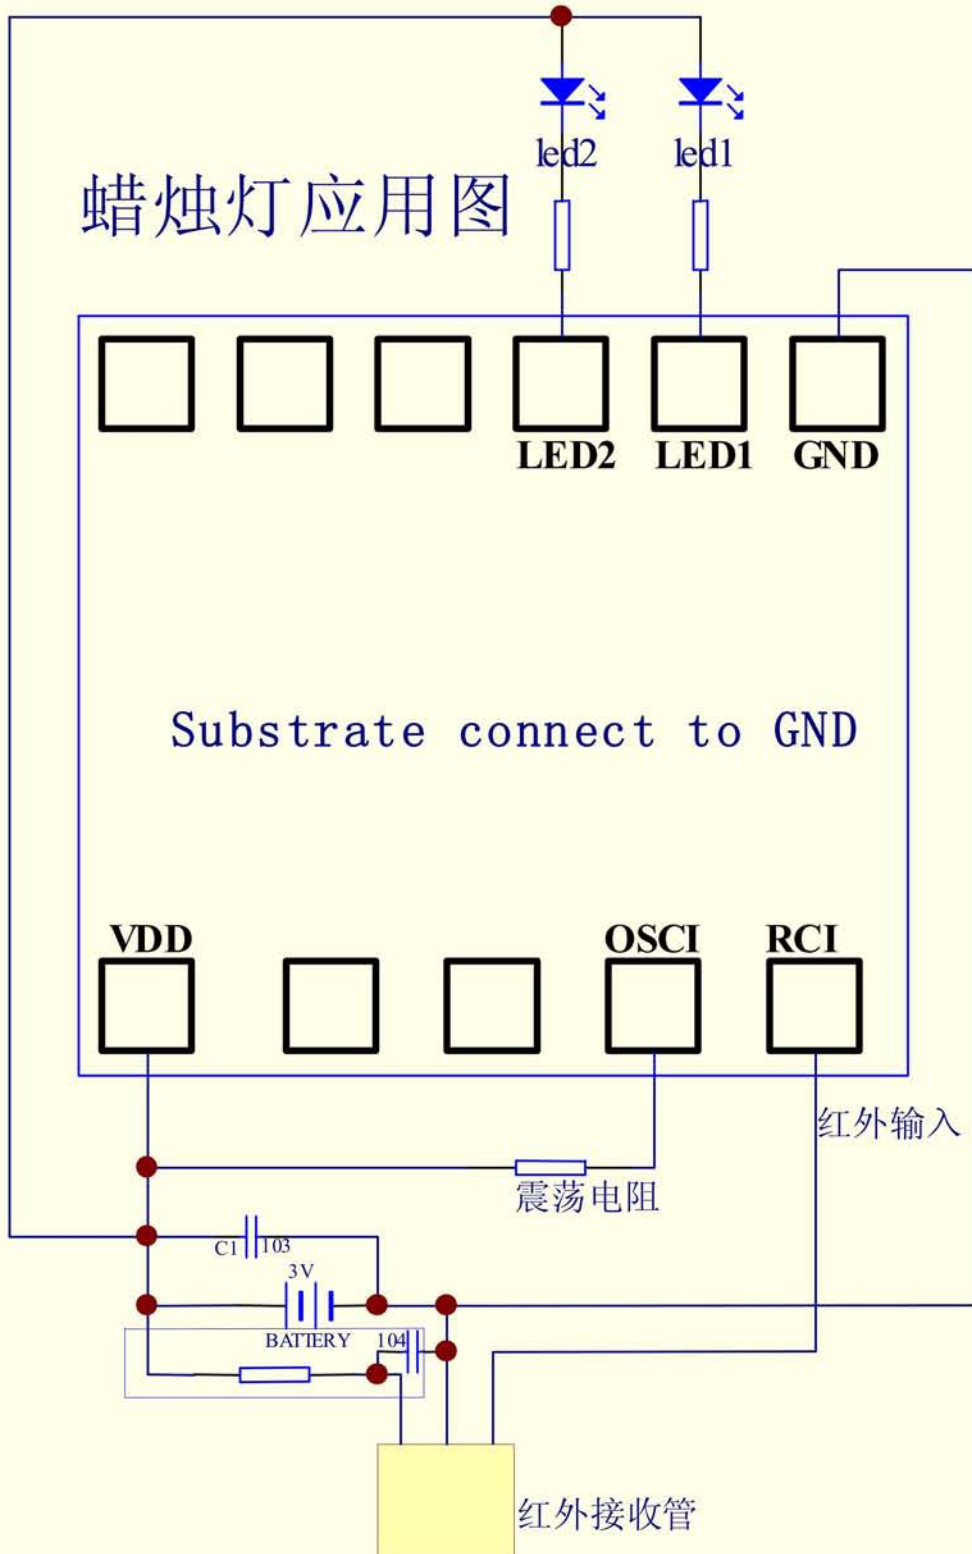 led2
led1
蜡烛灯应用图
LED2
LED1
GND
Substrate connect to GND
VDD
OSCI
RCI
红外输入
震荡电阻
C1
103
3V
BATTERY
104
红外接收管